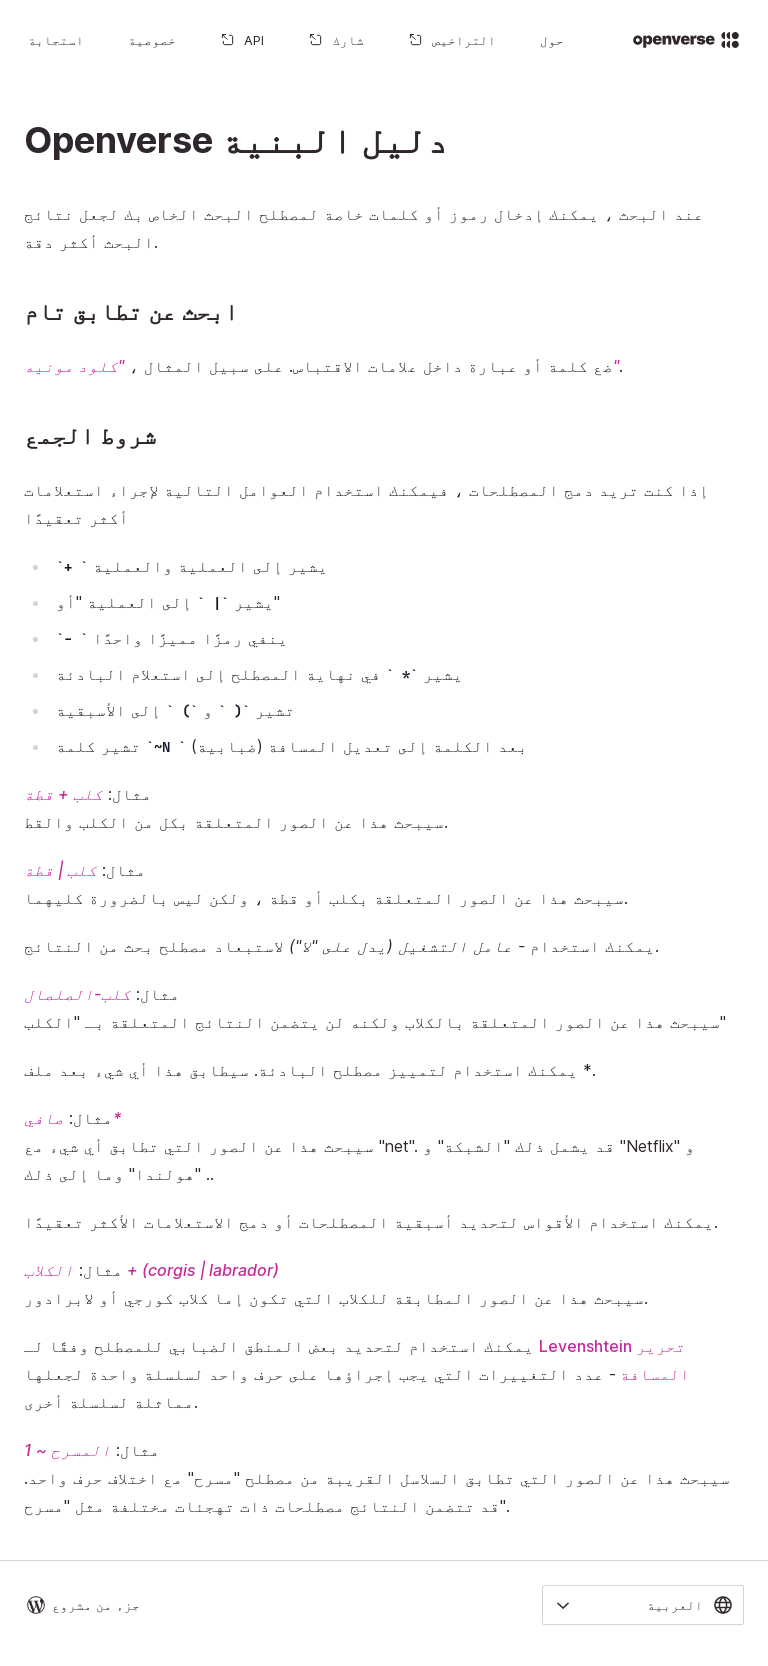 openverse
حول
التراخيص
شارك
API
خصوصية
استجابة
دليل البنية Openverse
عند البحث ، يمكنك إدخال رموز أو كلمات خاصة لمصطلح البحث الخاص بك لجعل نتائج
البحث أكثر دقة.
ابحث عن تطابق تام
ضع كلمة أو عبارة داخل علامات الاقتباس. على سبيل المثال ، "كلود مونيه".
شروط الجمع
إذا كنت تريد دمج المصطلحات ، فيمكنك استخدام العوامل التالية لإجراء استعلامات
أكثر تعقيدًا
`+ ` يشير إلى العملية والعملية
يشير `| ` إلى العملية "أو"
`- ` ينفي رمزًا مميزًا واحدًا
يشير `* ` في نهاية المصطلح إلى استعلام البادئة
تشير `( ` و `) ` إلى الأسبقية
تشير كلمة `~N ` بعد الكلمة إلى تعديل المسافة (ضبابية)
مثال: كلب + قطة
سيبحث هذا عن الصور المتعلقة بكل من الكلب والقط.
مثال: كلب | قطة
سيبحث هذا عن الصور المتعلقة بكلب أو قطة ، ولكن ليس بالضرورة كليهما.
يمكنك استخدام - عامل التشغيل (يدل على "لا") لاستبعاد مصطلح بحث من النتائج.
مثال: كلب-الصلصال
سيبحث هذا عن الصور المتعلقة بالكلاب ولكنه لن يتضمن النتائج المتعلقة بـ "الكلب"
يمكنك استخدام لتمييز مصطلح البادئة. سيطابق هذا أي شيء بعد ملف *.
مثال: صافي*
سيبحث هذا عن الصور التي تطابق أي شيء مع "net". قد يشمل ذلك "الشبكة" و "Netflix" و
"هولندا" وما إلى ذلك ..
يمكنك استخدام الأقواس لتحديد أسبقية المصطلحات أو دمج الاستعلامات الأكثر تعقيدًا.
مثال: الكلاب + (corgis | labrador)
سيبحث هذا عن الصور المطابقة للكلاب التي تكون إما كلاب كورجي أو لابرادور.
يمكنك استخدام لتحديد بعض المنطق الضبابي للمصطلح وفقًا لـ Levenshtein تحرير
المسافة - عدد التغييرات التي يجب إجراؤها على حرف واحد لسلسلة واحدة لجعلها
مماثلة لسلسلة أخرى.
مثال: المسرح ~ 1
سيبحث هذا عن الصور التي تطابق السلاسل القريبة من مصطلح "مسرح" مع اختلاف حرف واحد.
قد تتضمن النتائج مصطلحات ذات تهجئات مختلفة مثل "مسرح".
العربية
جزء من مشروع